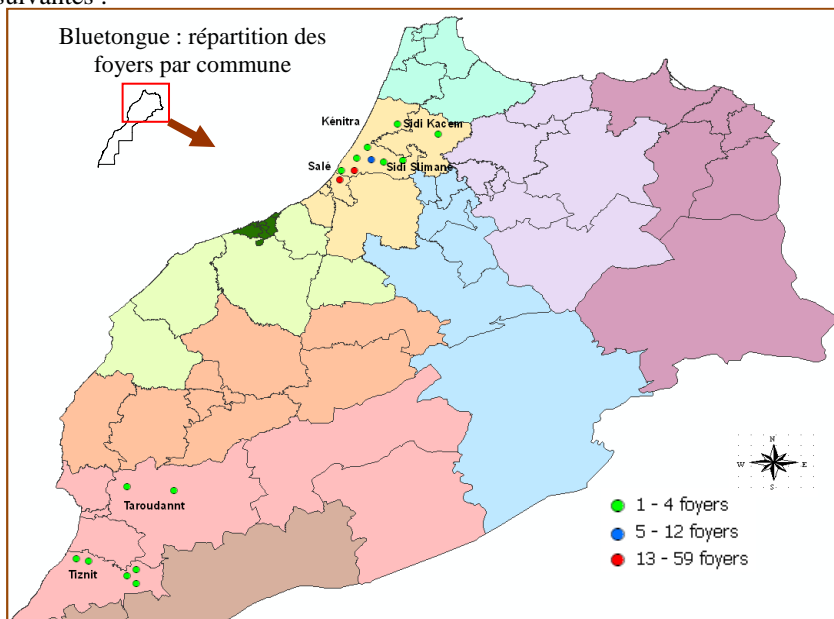 suivantes :
Bluetongue : répartition des
foyers par commune
Kénitra
Sidi Kacem
Salé
Sidi Slimane
Taroudannt
Tiznit
N
W E
S
1 - 4 foyers
5 - 12 foyers
13 - 59 foyers